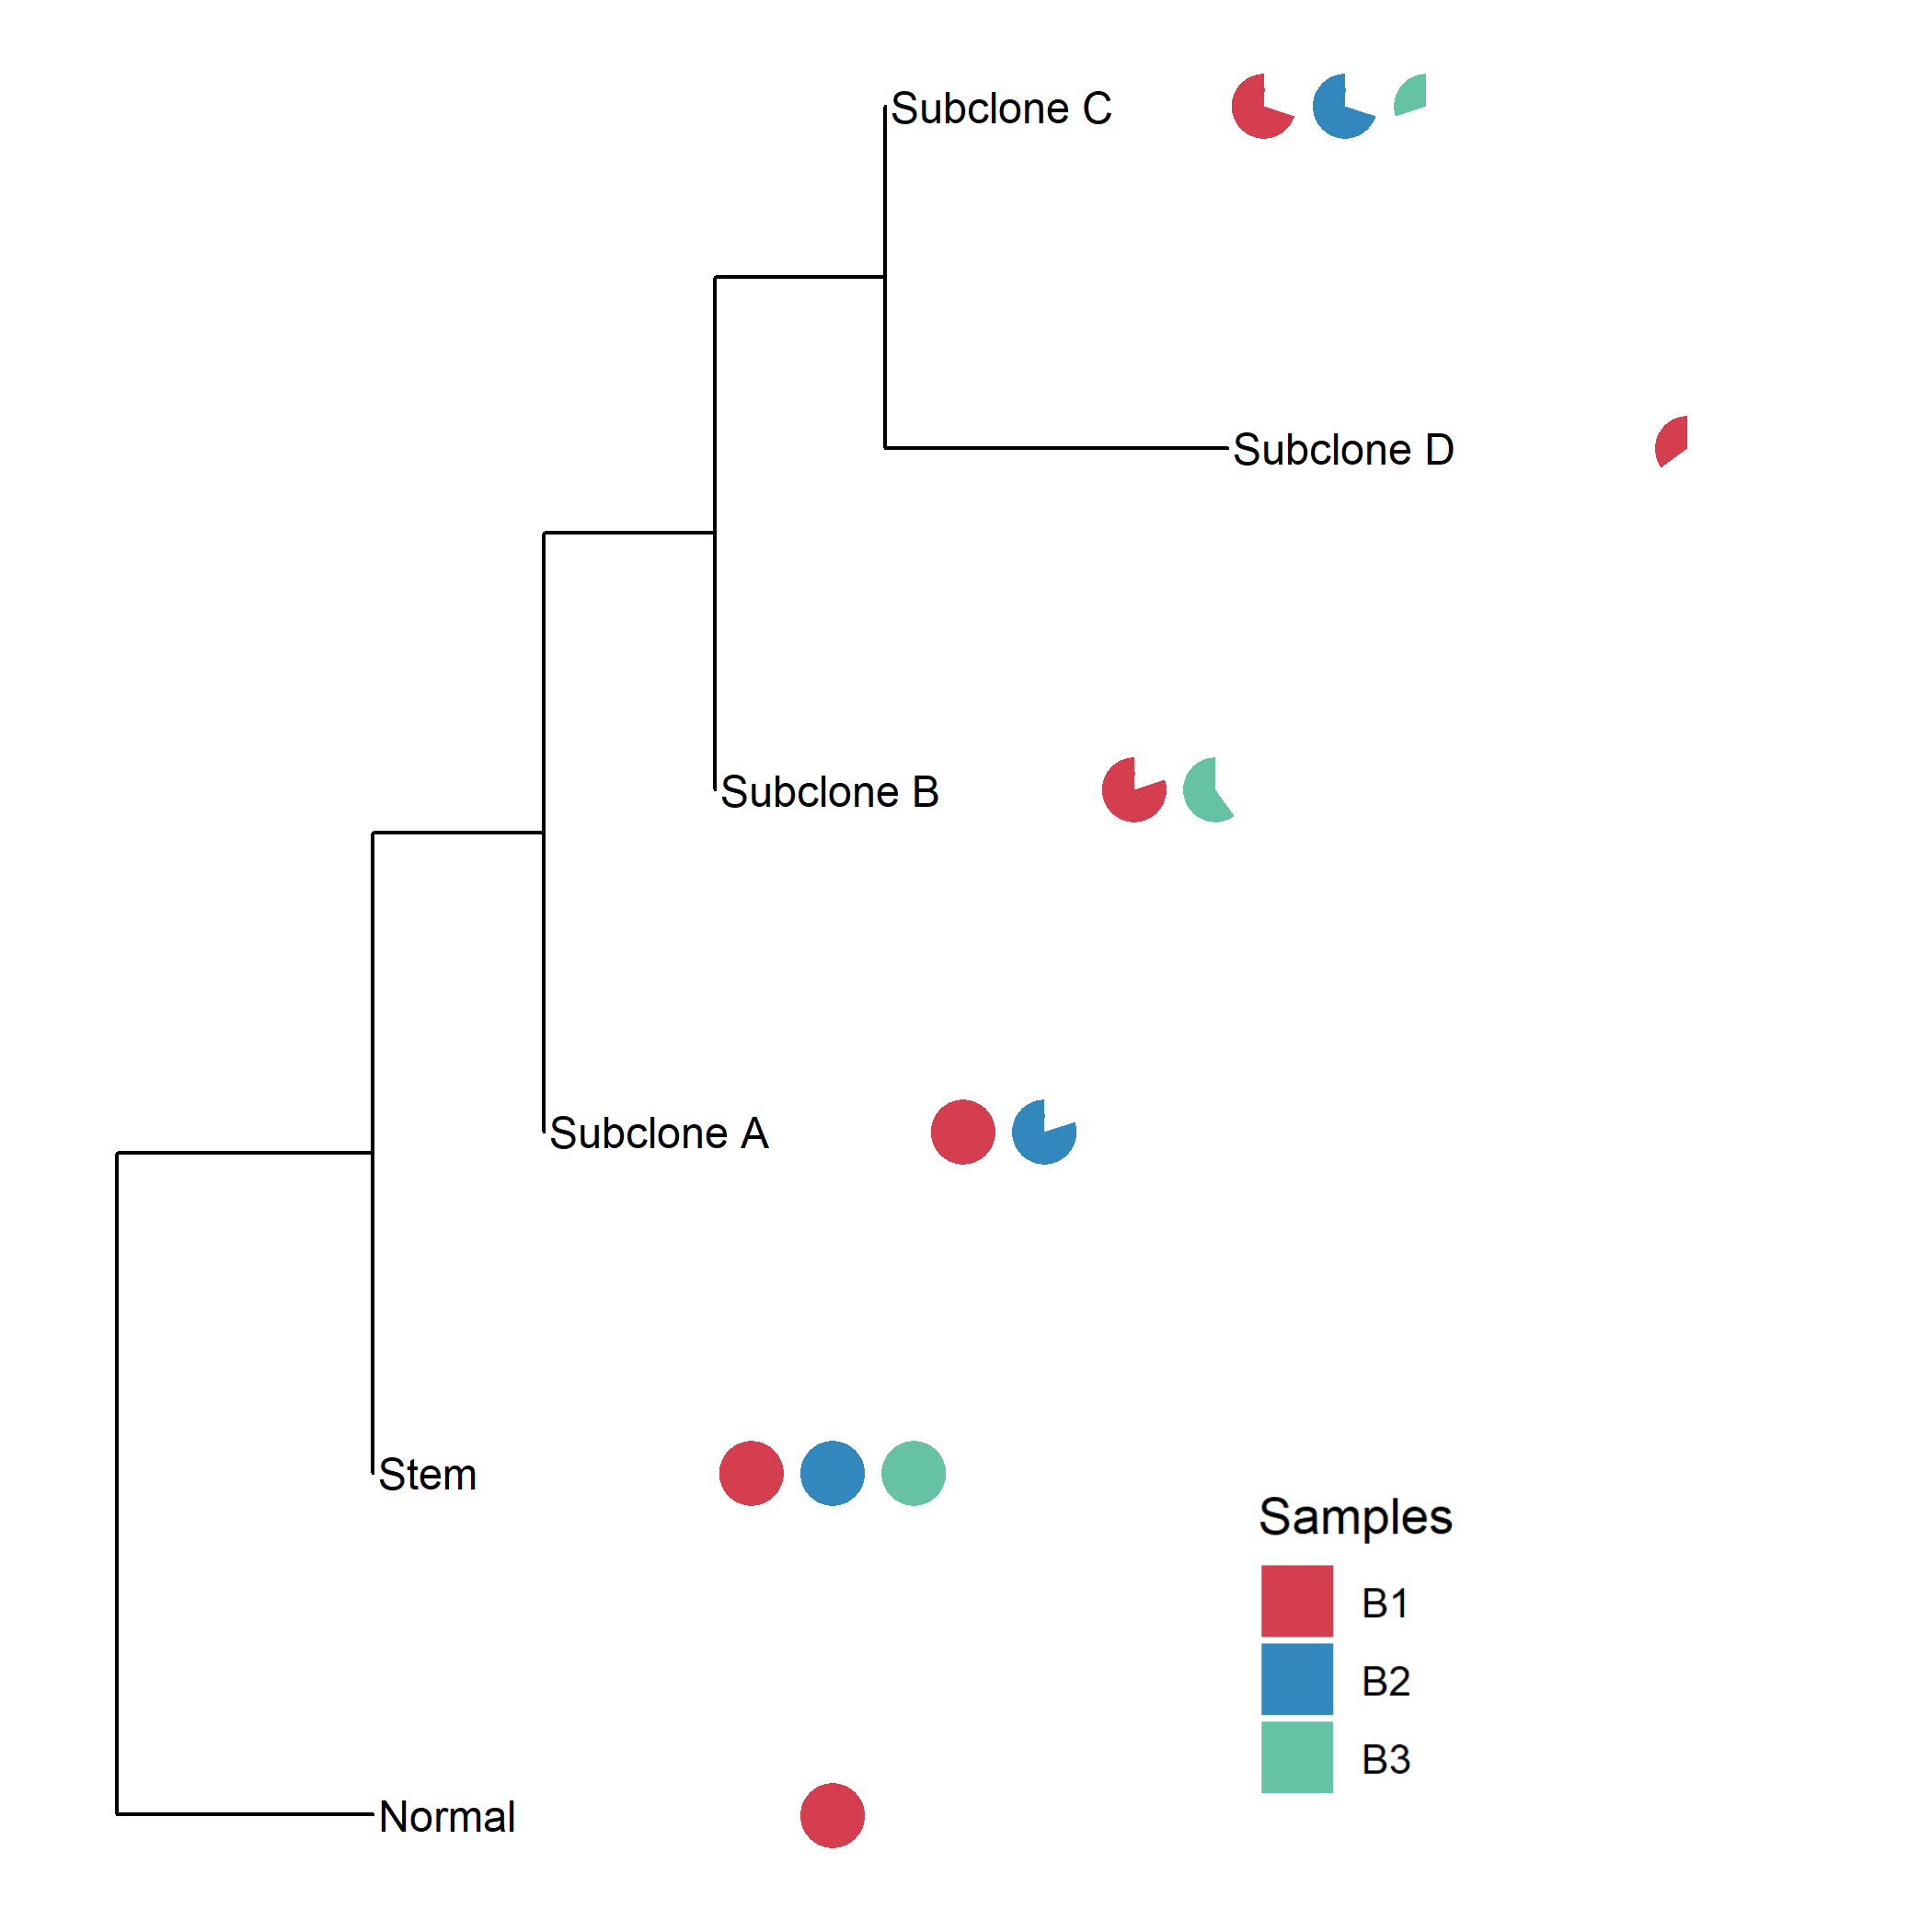 Subclone C
Subclone D
Subclone B
Subclone A
Stem
Samples
B1
B2
B3
Normal